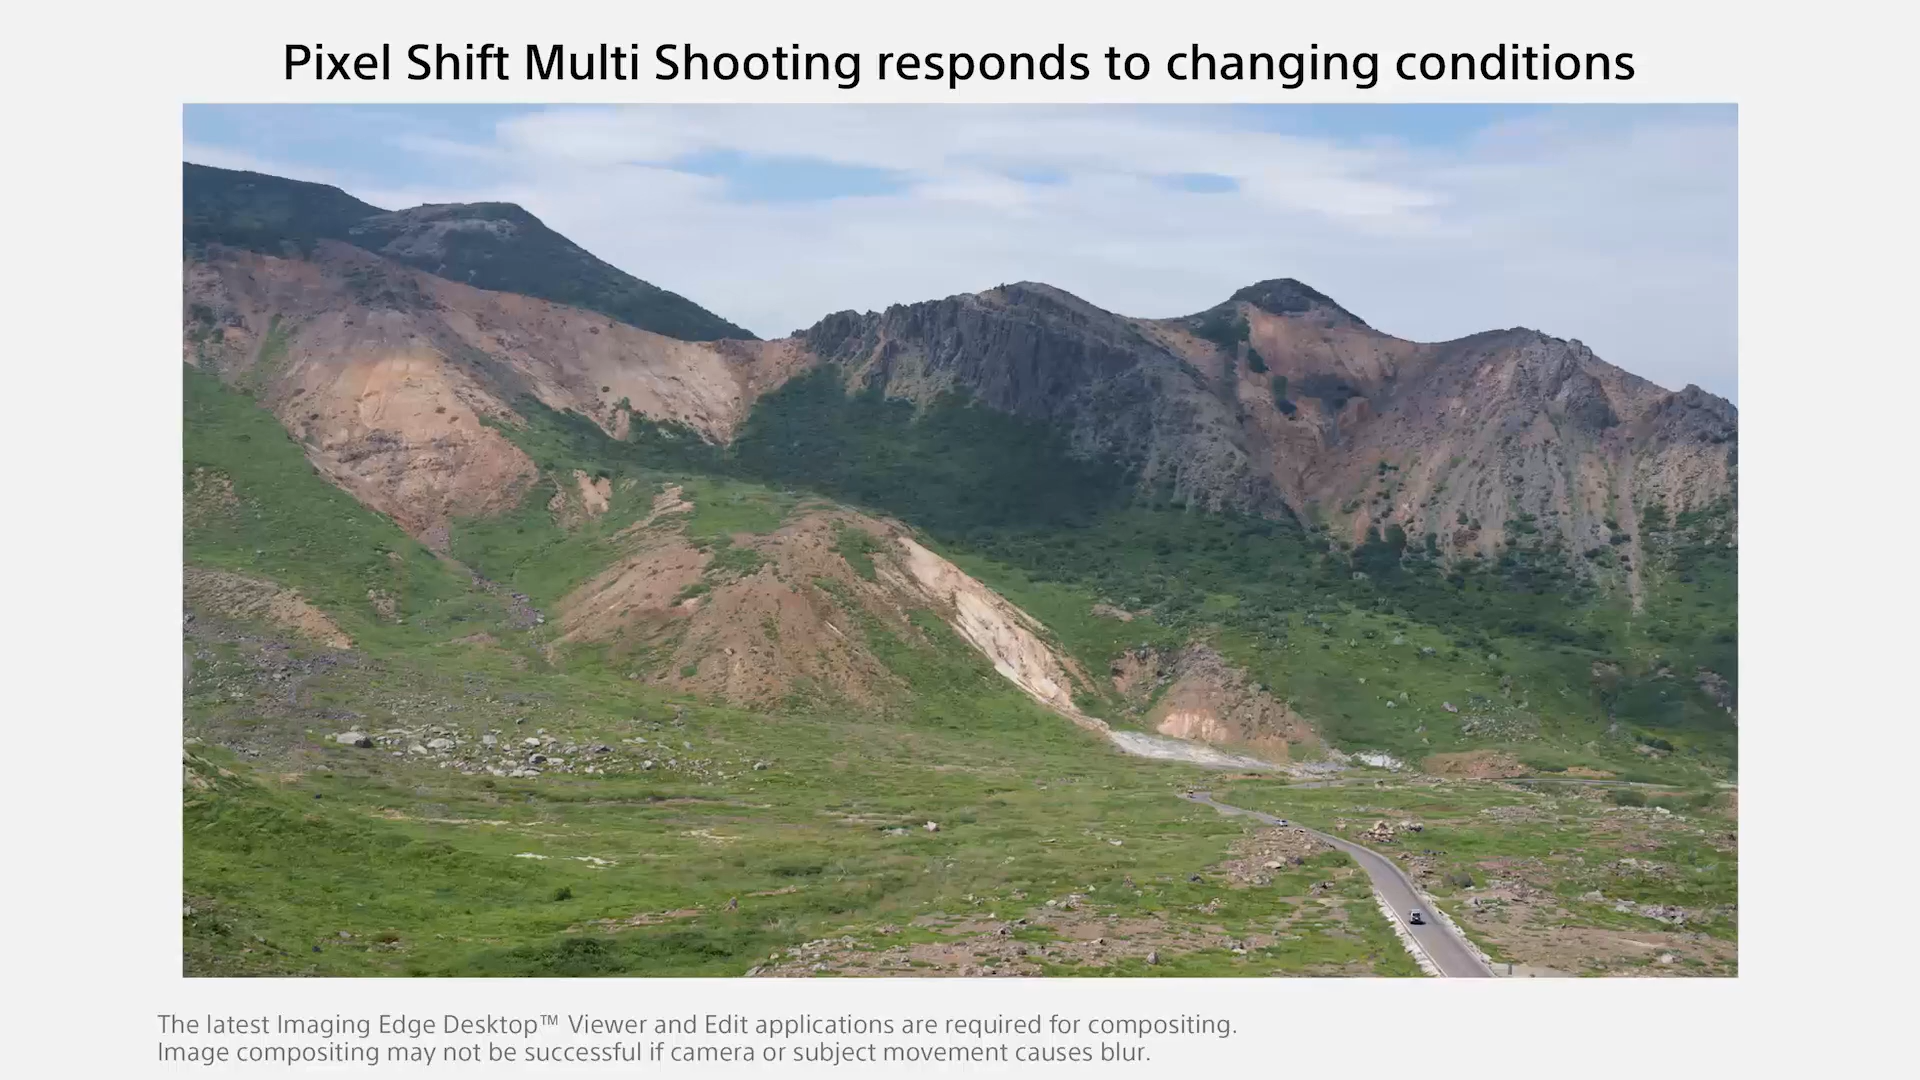 Pixel Shift Multi Shooting responds to changing conditions
The latest Imaging Edge Desktop™ Viewer and Edit applications are required for compositing.
Image compositing may not be successful if camera or subject movement causes blur.